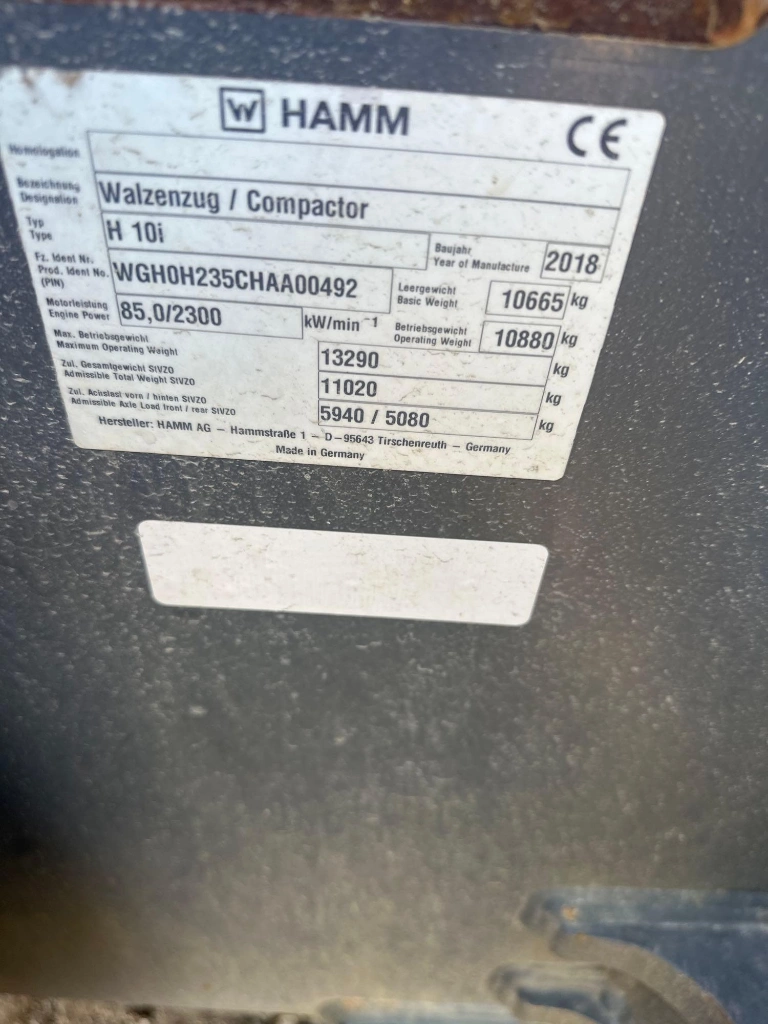 W HAMM CE
Homologation
Bezeichnung
Designation
Walzenzug / Compactor
Typ
Type
H 10i
Baujahr
Year of Manufacture
2018
Fz. Ident Nr.
Prod. Ident No.
(PIN)
WGH0H235CHAA00492
Leergewicht
Basic Weight
10665 kg
Motorleistung
Engine Power
85,0/2300 kW/min⁻¹
Betriebsgewicht
Operating Weight
10880 kg
Max. Betriebsgewicht
Maximum Operating Weight
13290 kg
Zul. Gesamtgewicht StVZO
Admissible Total Weight StVZO
11020 kg
Zul. Achslast vorn / hinten StVZO
Admissible Axle Load front / rear StVZO
5940 / 5080 kg
Hersteller: HAMM AG – Hammstraße 1 – D–95643 Tirschenreuth – Germany
Made in Germany